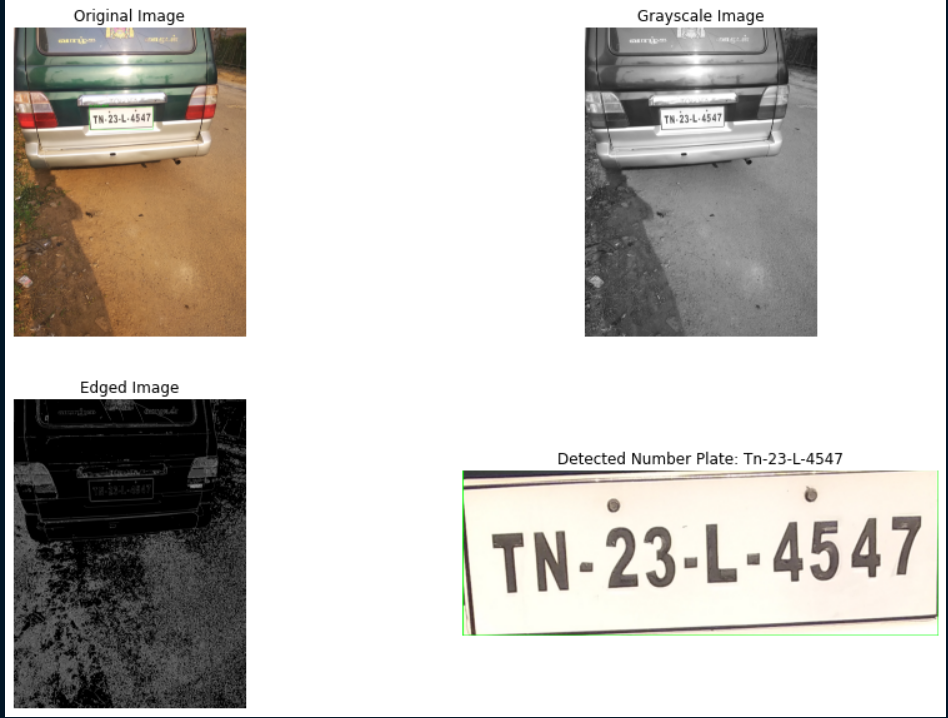 Original Image
Grayscale Image
TN-23-L-4547
TN-23-L-4547
Edged Image
TN-23-L-4547
Detected Number Plate: Tn-23-L-4547
TN-23-L-4547